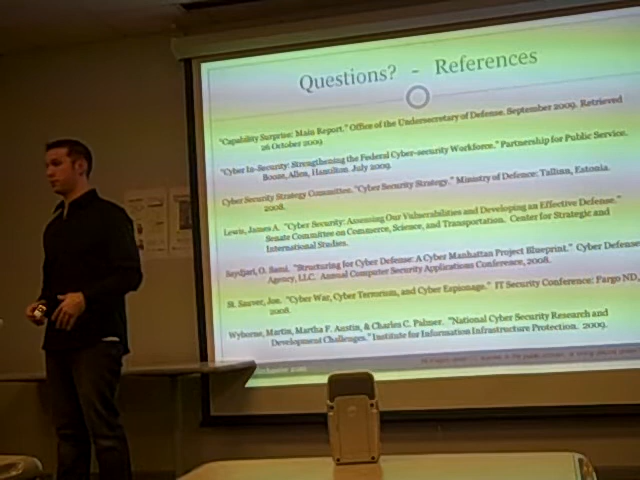 Questions? - References
"Capability Surprise: Main Report." Office of the Undersecretary of Defense. September 2009. Retrieved
26 October 2009.
"Cyber In-Security: Strengthening the Federal Cyber-security Workforce." Partnership for Public Service.
Booze, Allen, Hamilton. July 2009.
Cyber Security Strategy Committee. "Cyber Security Strategy." Ministry of Defence: Tallinn, Estonia.
2008.
Lewis, James A. "Cyber Security: Assessing Our Vulnerabilities and Developing an Effective Defense."
Senate Committee on Commerce, Science, and Transportation. Center for Strategic and
International Studies.
Saydjari, O. Sami. "Structuring for Cyber Defense: A Cyber Manhattan Project Blueprint." Cyber Defense
Agency, LLC. Annual Computer Security Applications Conference, 2008.
St. Sauver, Joe. "Cyber War, Cyber Terrorism, and Cyber Espionage." IT Security Conference: Fargo ND,
2008.
Wyborne, Martin, Martha F. Austin, & Charles C. Palmer. "National Cyber Security Research and
Development Challenges." Institute for Information Infrastructure Protection. 2009.